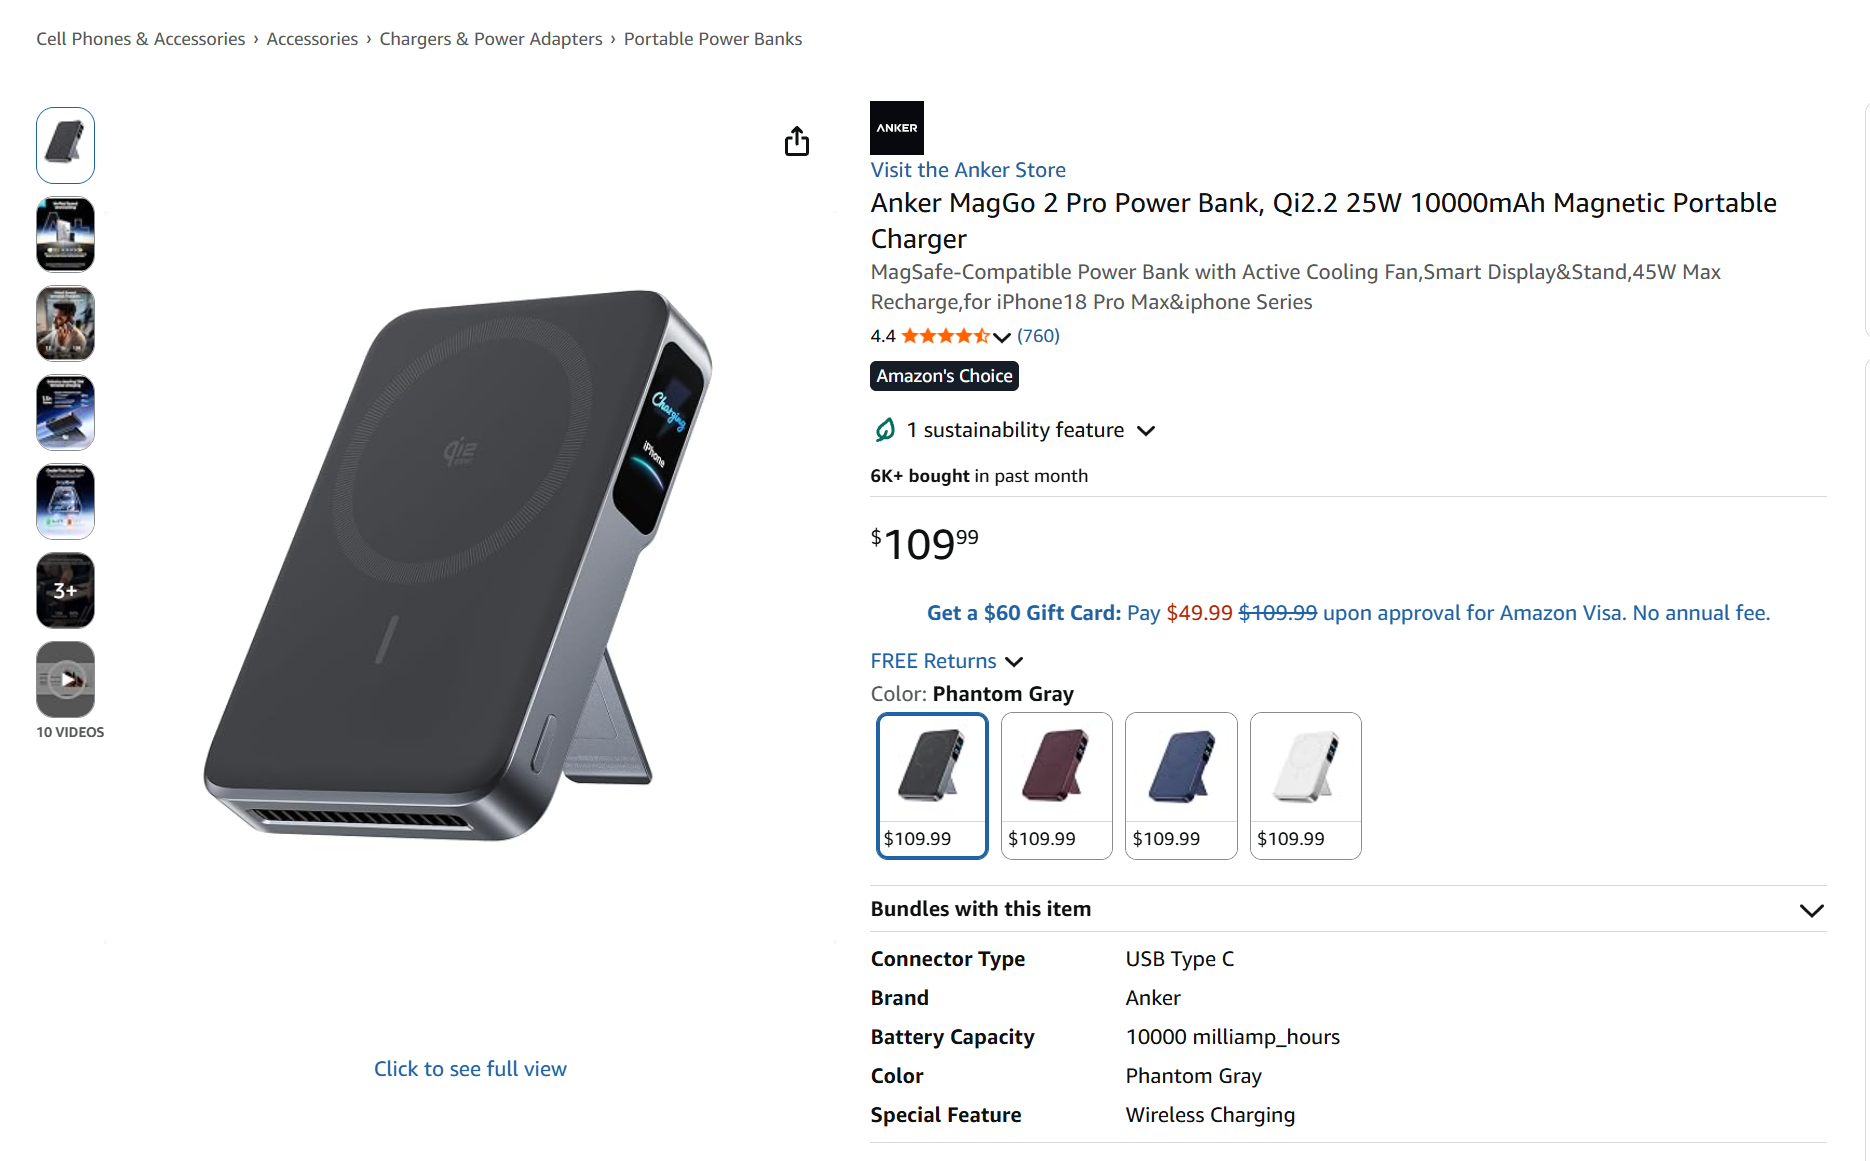 Cell Phones & Accessories › Accessories › Chargers & Power Adapters › Portable Power Banks
ANKER
Visit the Anker Store
Anker MagGo 2 Pro Power Bank, Qi2.2 25W 10000mAh Magnetic Portable
Charger
MagSafe-Compatible Power Bank with Active Cooling Fan,Smart Display&Stand,45W Max
Recharge,for iPhone18 Pro Max&iphone Series
4.4 (760)
Amazon's Choice
1 sustainability feature
6K+ bought in past month
$109.99
Get a $60 Gift Card: Pay $49.99 $109.99 upon approval for Amazon Visa. No annual fee.
FREE Returns
Color: Phantom Gray
$109.99 $109.99 $109.99 $109.99
Bundles with this item
Connector Type USB Type C
Brand Anker
Battery Capacity 10000 milliamp_hours
Color Phantom Gray
Special Feature Wireless Charging
3+
10 VIDEOS
qi2
Charging
iPhone
Click to see full view